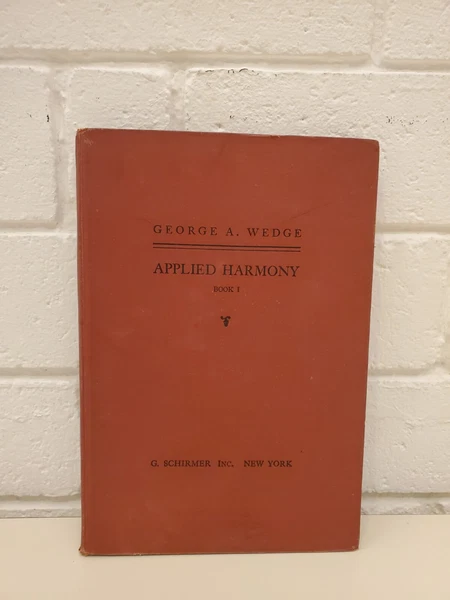 GEORGE A. WEDGE
APPLIED HARMONY
BOOK I
G. SCHIRMER INC. NEW YORK